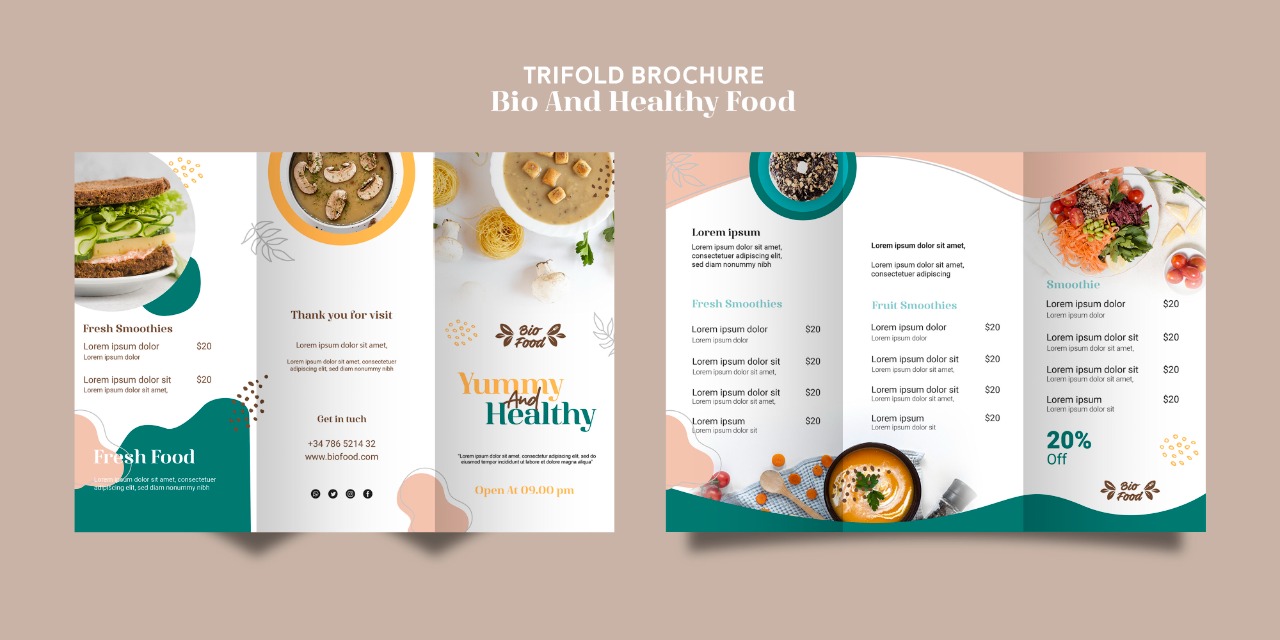 TRIFOLD BROCHURE
Bio And Healthy Food
Fresh Smoothies
Lorem ipsum dolor $20
Lorem ipsum dolor
Lorem ipsum dolor sit $20
Lorem ipsum dolor sit amet,
Fresh Food
Lorem ipsum dolor sit amet, consectetuer
adipiscing elit, sed diam nonummy nibh
Thank you for visit
Lorem ipsum dolor sit amet,
Lorem ipsum dolor sit amet, consectetuer
adipiscing elit, sed diam nonummy nibh
Get in tuch
+34 786 5214 32
www.biofood.com
Bio
Food
Yummy
And
Healthy
"Lorem ipsum dolor sit amet, consectetuer adipiscing elit, sed do
eiusmod tempor incididunt ut labore et dolore magna aliqua"
Open At 09.00 pm
Lorem ipsum
Lorem ipsum dolor sit amet,
consectetuer adipiscing elit,
sed diam nonummy nibh
Fresh Smoothies
Lorem ipsum dolor $20
Lorem ipsum dolor
Lorem ipsum dolor sit $20
Lorem ipsum dolor sit amet,
Lorem ipsum dolor sit $20
Lorem ipsum dolor sit amet,
Lorem ipsum $20
Lorem ipsum dolor sit
Lorem ipsum dolor sit amet,
Lorem ipsum dolor sit amet,
consectetuer adipiscing
Fruit Smoothies
Lorem ipsum dolor $20
Lorem ipsum dolor
Lorem ipsum dolor sit $20
Lorem ipsum dolor sit amet,
Lorem ipsum dolor sit $20
Lorem ipsum dolor sit amet,
Lorem ipsum $20
Lorem ipsum dolor sit
Smoothie
Lorem ipsum dolor $20
Lorem ipsum dolor
Lorem ipsum dolor sit $20
Lorem ipsum dolor sit amet,
Lorem ipsum dolor sit $20
Lorem ipsum dolor sit amet,
Lorem ipsum $20
Lorem ipsum dolor sit
20%
Off
Bio
Food